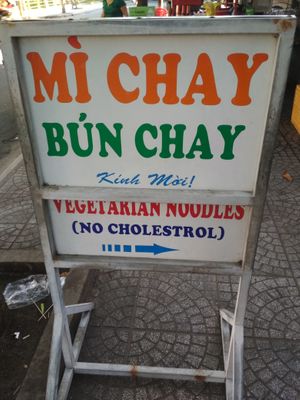 MÌ CHAY
BÚN CHAY
Kính Mời!
VEGETARIAN NOODLES
(NO CHOLESTROL)